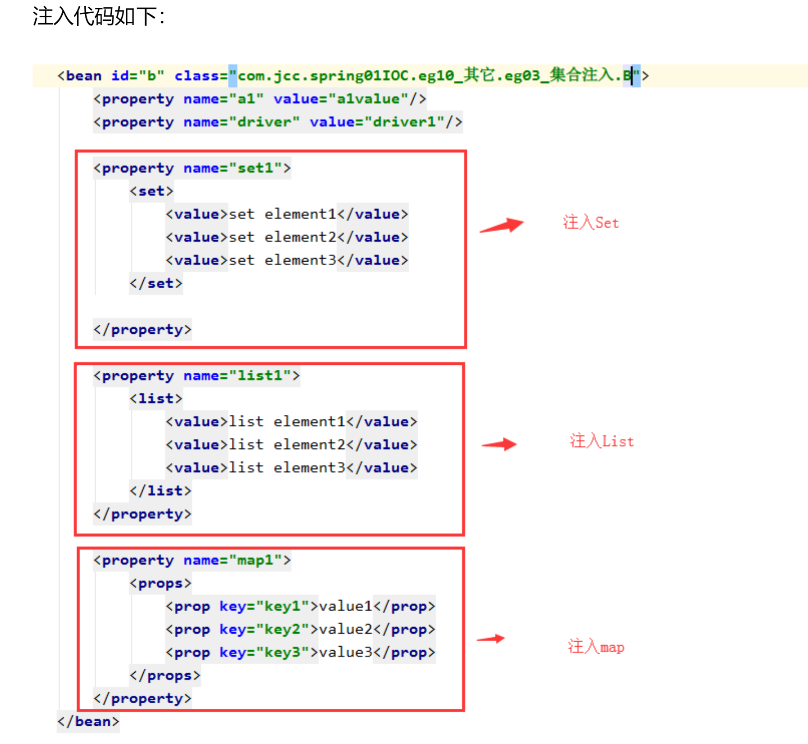 注入代码如下：
<bean id="b" class="com.jcc.spring01IOC.eg10_其它.eg03_集合注入.B">
<property name="a1" value="a1value"/>
<property name="driver" value="driver1"/>
<property name="set1">
<set>
<value>set element1</value>
<value>set element2</value>
<value>set element3</value>
</set>
</property>
注入Set
<property name="list1">
<list>
<value>list element1</value>
<value>list element2</value>
<value>list element3</value>
</list>
</property>
注入List
<property name="map1">
<props>
<prop key="key1">value1</prop>
<prop key="key2">value2</prop>
<prop key="key3">value3</prop>
</props>
</property>
注入map
</bean>